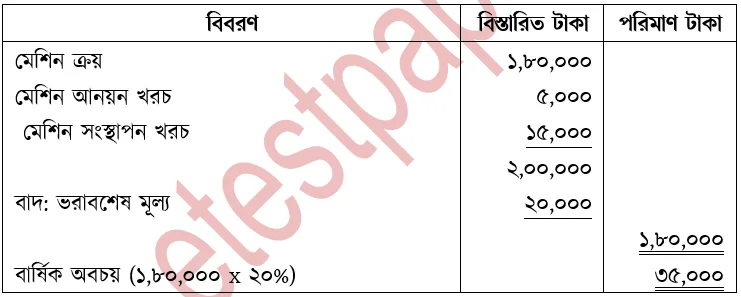 বিবরণ বিস্তারিত টাকা পরিমাণ টাকা
মেশিন ক্রয় ১,৮০,০০০
মেশিন আনয়ন খরচ ৫,০০০
মেশিন সংস্থাপন খরচ ১৫,০০০
২,০০,০০০
বাদ: ভরাবশেষ মূল্য ২০,০০০
১,৮০,০০০
বার্ষিক অবচয় (১,৮০,০০০ x ২০%) ৩৫,০০০
etestpap